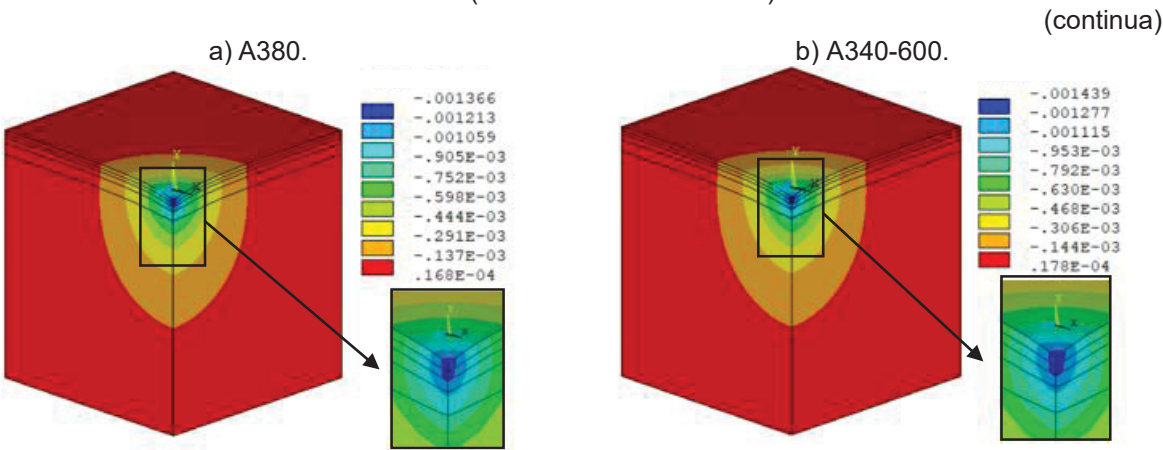 (continua)
a) A380.
b) A340-600.
-.001366
-.001213
-.001059
-.905E-03
-.752E-03
-.598E-03
-.444E-03
-.291E-03
-.137E-03
.168E-04
-.001439
-.001277
-.001115
-.953E-03
-.792E-03
-.630E-03
-.468E-03
-.306E-03
-.144E-03
.178E-04
Y
X
Y
X
Y
X
Y
X